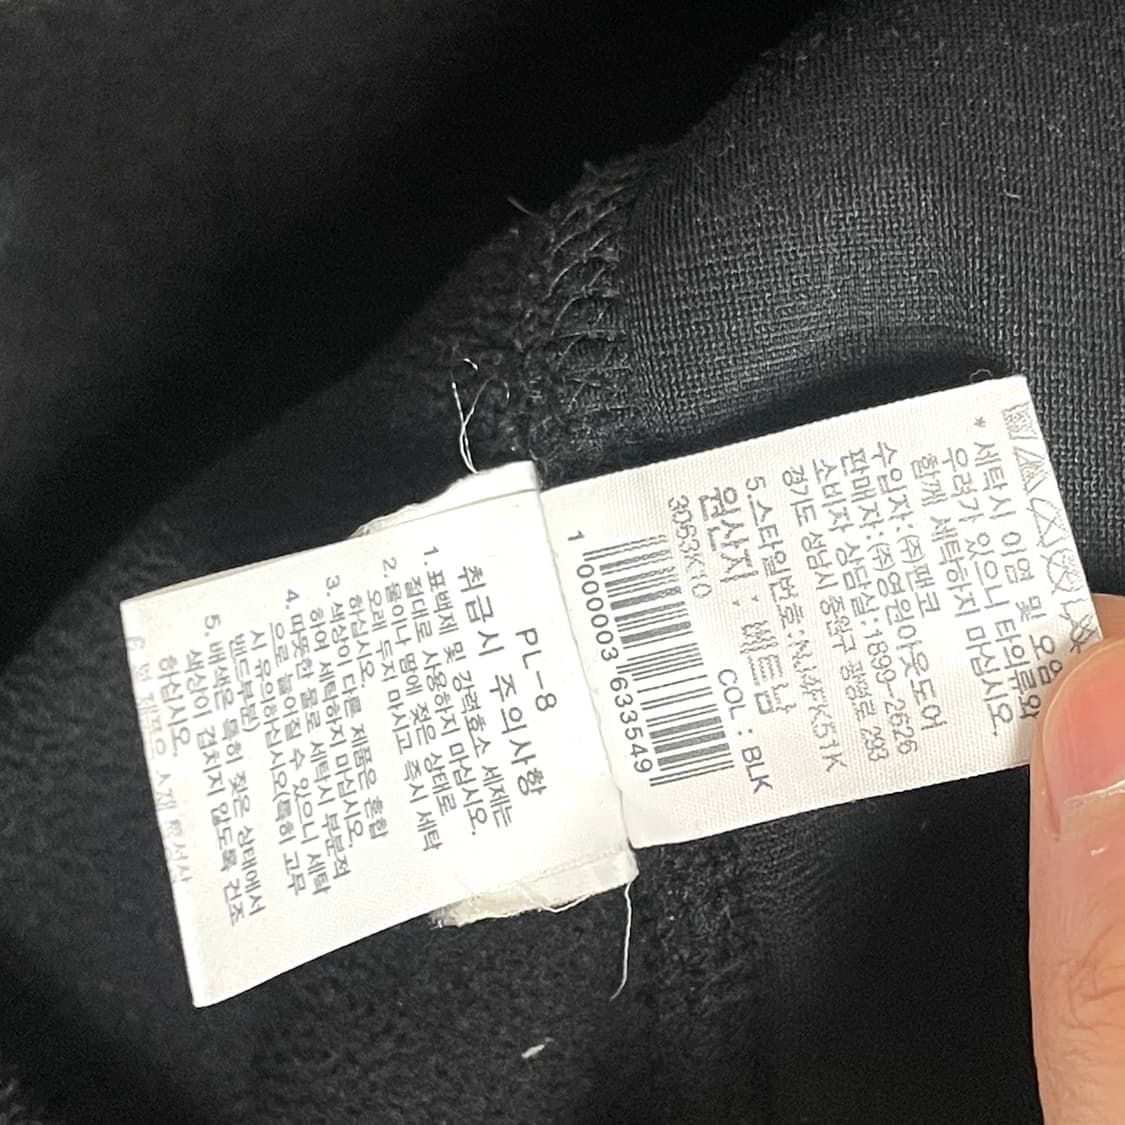 * 세탁시 이염 및 오염의
우려가 있으니 타의류와
함께 세탁하지 마십시오.
수입자:(주)팬코
판매자:(주)영원아웃도어
소비자 상담실:1899-2626
경기도 성남시 중원구 광명로 293
5.스타일번호:NJ4FK51K
원산지 : 베트남
COL : BLK
1 000003 633549
PL-8
취급시 주의사항
1. 표백제 및 강력효소 세제는
절대로 사용하지 마십시오.
2. 물이나 땀에 젖은 상태로
오래 두지 마시고 즉시 세탁
하십시오.
3. 색상이 다른 제품은 혼합
하여 세탁하지 마십시오.
4. 따뜻한 물로 세탁시 부분적
으로 늘어질 수 있으니 세탁
시 유의하십시오(특히 고무
밴드부분)
5. 배색은 특히 젖은 상태에서
색상이 겹치지 않도록 건조
하십시오.